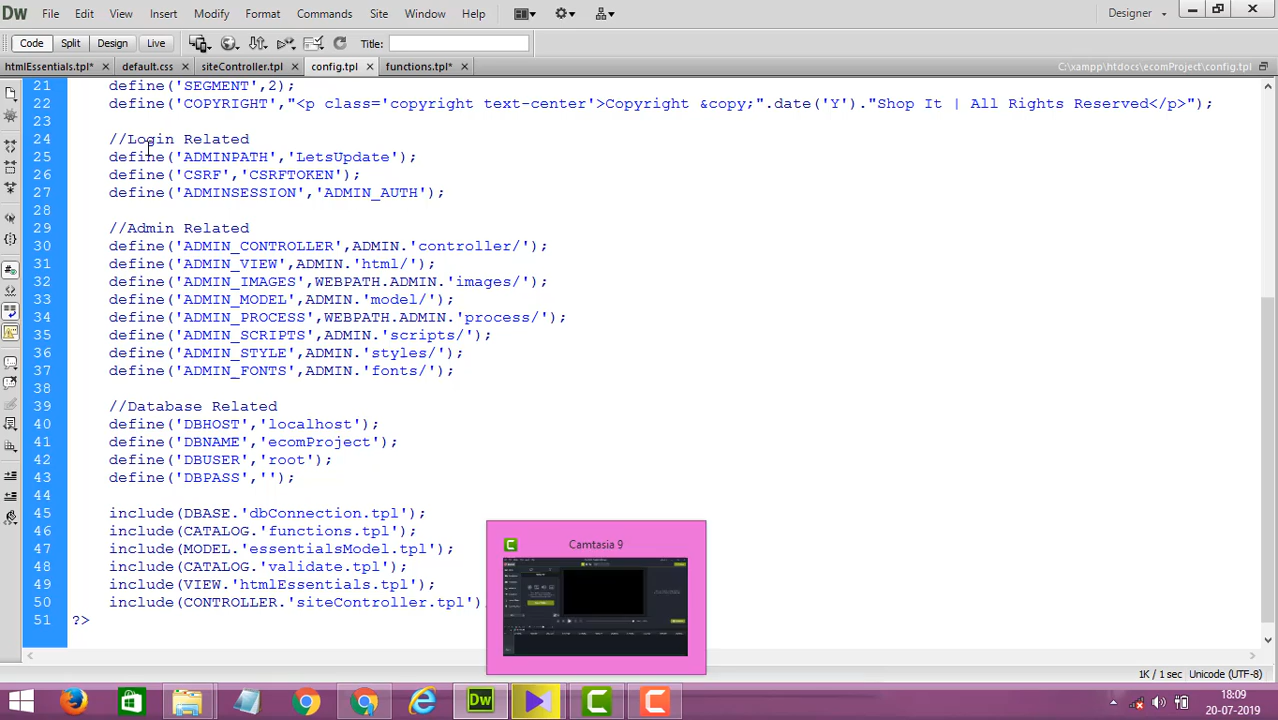 Dw File Edit View Insert Modify Format Commands Site Window Help Designer
Code Split Design Live Title:
htmlEssentials.tpl* × default.css × siteController.tpl × config.tpl × functions.tpl* × C:\xampp\htdocs\ecomProject\config.tpl
21 define('SEGMENT',2);
22 define('COPYRIGHT',"<p class='copyright text-center'>Copyright &copy;".date('Y')."Shop It | All Rights Reserved</p>");
23
24 //Login Related
25 define('ADMINPATH','LetsUpdate');
26 define('CSRF','CSRFTOKEN');
27 define('ADMINSESSION','ADMIN_AUTH');
28
29 //Admin Related
30 define('ADMIN_CONTROLLER',ADMIN.'controller/');
31 define('ADMIN_VIEW',ADMIN.'html/');
32 define('ADMIN_IMAGES',WEBPATH.ADMIN.'images/');
33 define('ADMIN_MODEL',ADMIN.'model/');
34 define('ADMIN_PROCESS',WEBPATH.ADMIN.'process/');
35 define('ADMIN_SCRIPTS',ADMIN.'scripts/');
36 define('ADMIN_STYLE',ADMIN.'styles/');
37 define('ADMIN_FONTS',ADMIN.'fonts/');
38
39 //Database Related
40 define('DBHOST','localhost');
41 define('DBNAME','ecomProject');
42 define('DBUSER','root');
43 define('DBPASS','');
44
45 include(DBASE.'dbConnection.tpl');
46 include(CATALOG.'functions.tpl');
47 include(MODEL.'essentialsModel.tpl');
48 include(CATALOG.'validate.tpl');
49 include(VIEW.'htmlEssentials.tpl');
50 include(CONTROLLER.'siteController.tpl')
51 ?>
Camtasia 9
1K / 1 sec Unicode (UTF-8)
Dw
18:09
20-07-2019